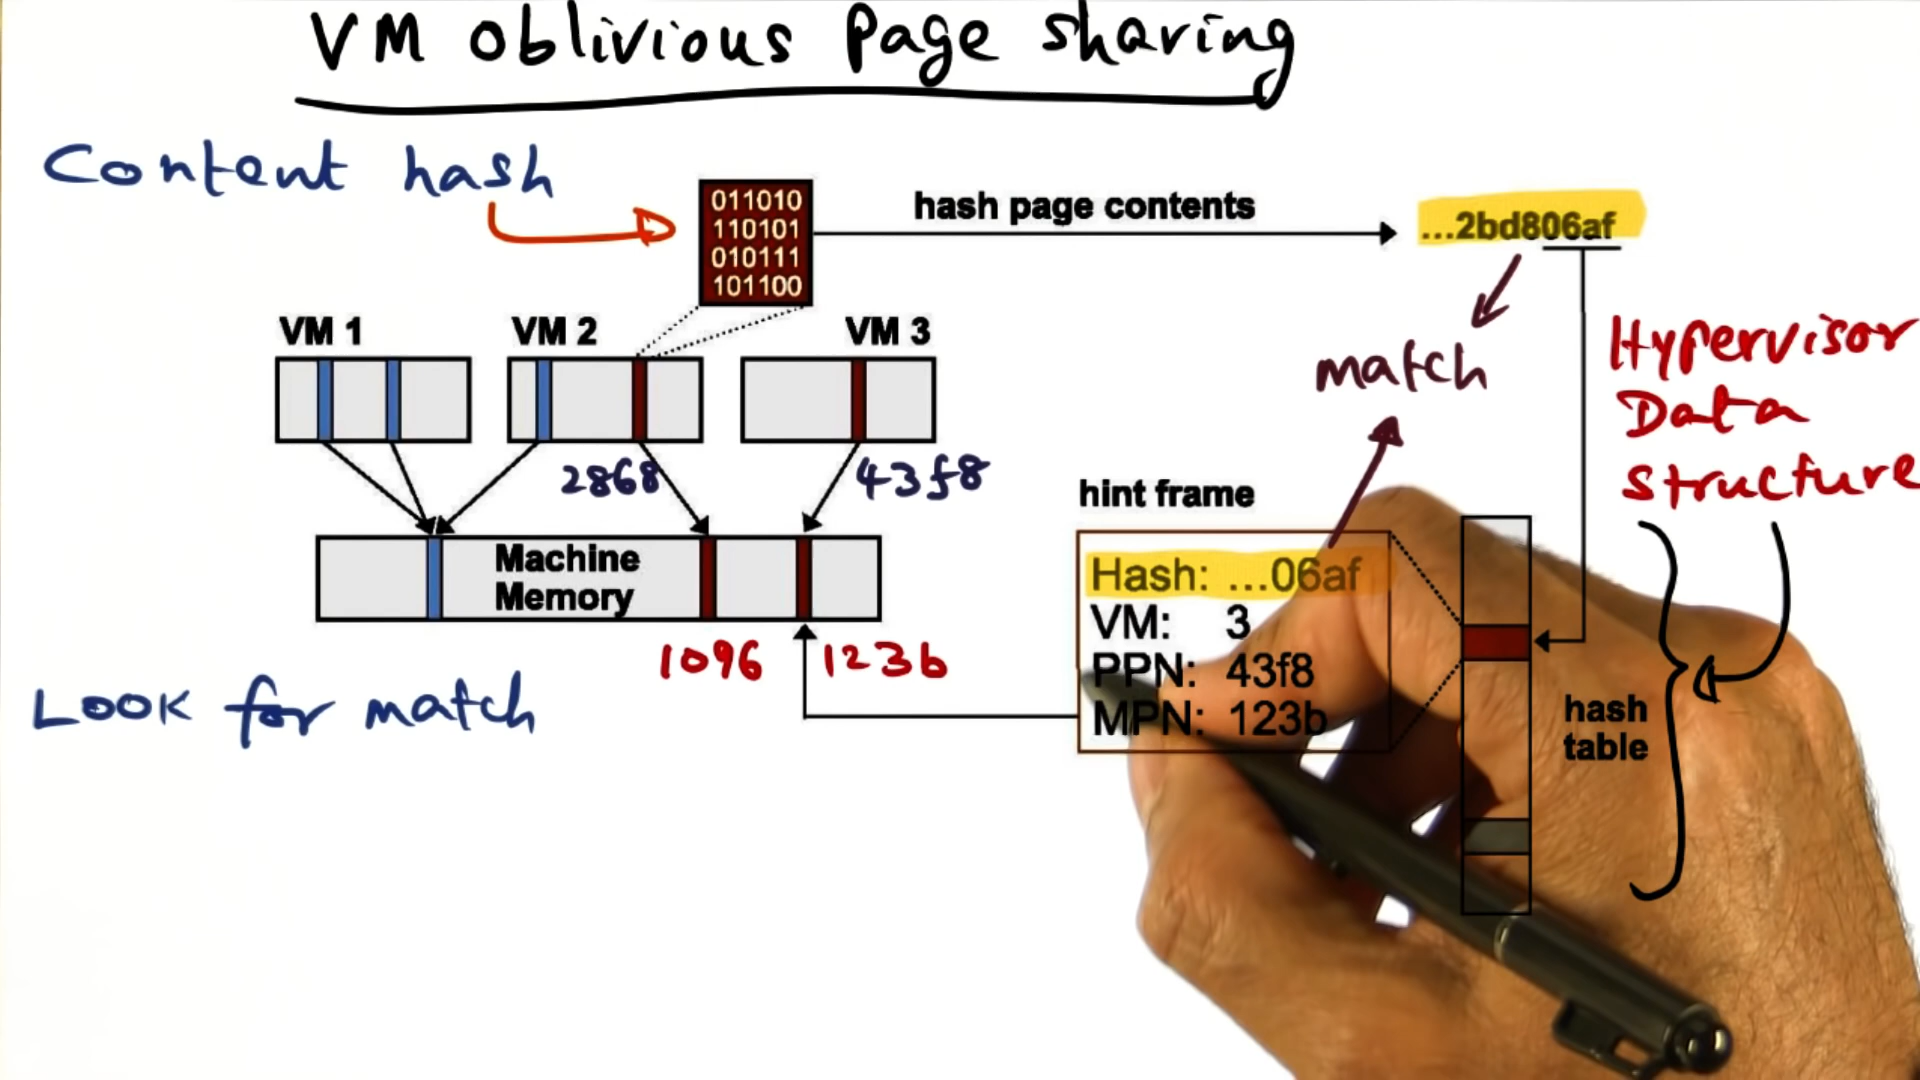 VM Oblivious Page Sharing
Content hash
011010
110101
010111
101100
hash page contents
...2bd806af
VM 1
VM 2
VM 3
match
Hypervisor
Data
Structure
2868
43f8
hint frame
Machine
Memory
Hash: ...06af
VM: 3
PPN: 43f8
MPN: 123b
1096
123b
Look for match
hash
table